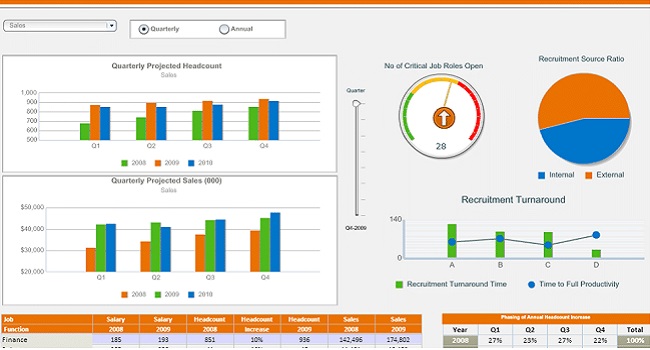 Sales
Quarterly Annual
Quarterly Projected Headcount
Sales
1,000
900
800
700
600
500
Q1 Q2 Q3 Q4
2008 2009 2010
Quarterly Projected Sales (000)
Sales
$50,000
$40,000
$30,000
$20,000
Q1 Q2 Q3 Q4
2008 2009 2010
Quarter
Q4-2009
No of Critical Job Roles Open
28
Recruitment Source Ratio
Internal External
Recruitment Turnaround
140
0
A B C D
Recruitment Turnaround Time Time to Full Productivity
Job Salary Salary Headcount Headcount Headcount Sales Sales
Function 2008 2009 2008 Increase 2009 2008 2009
Finance 185 193 851 10% 936 142,496 174,802
Phasing of Annual Headcount Increase
Year Q1 Q2 Q3 Q4 Total
2008 27% 23% 27% 22% 100%